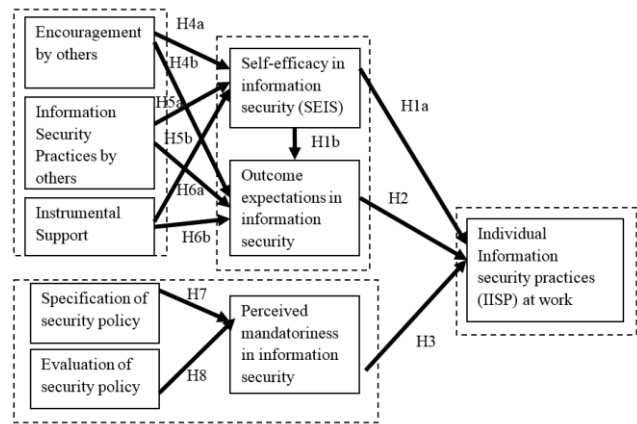 Encouragement
by others
H4a
H4b
Self-efficacy in
information
security (SEIS)
Information
Security
Practices by
others
H5a
H5b
H1a
H1b
Outcome
expectations in
information
security
H2
Instrumental
Support
H6a
H6b
Individual
Information
security practices
(IISP) at work
Specification of
security policy
H7
Perceived
mandatoriness
in information
security
H3
Evaluation of
security policy
H8